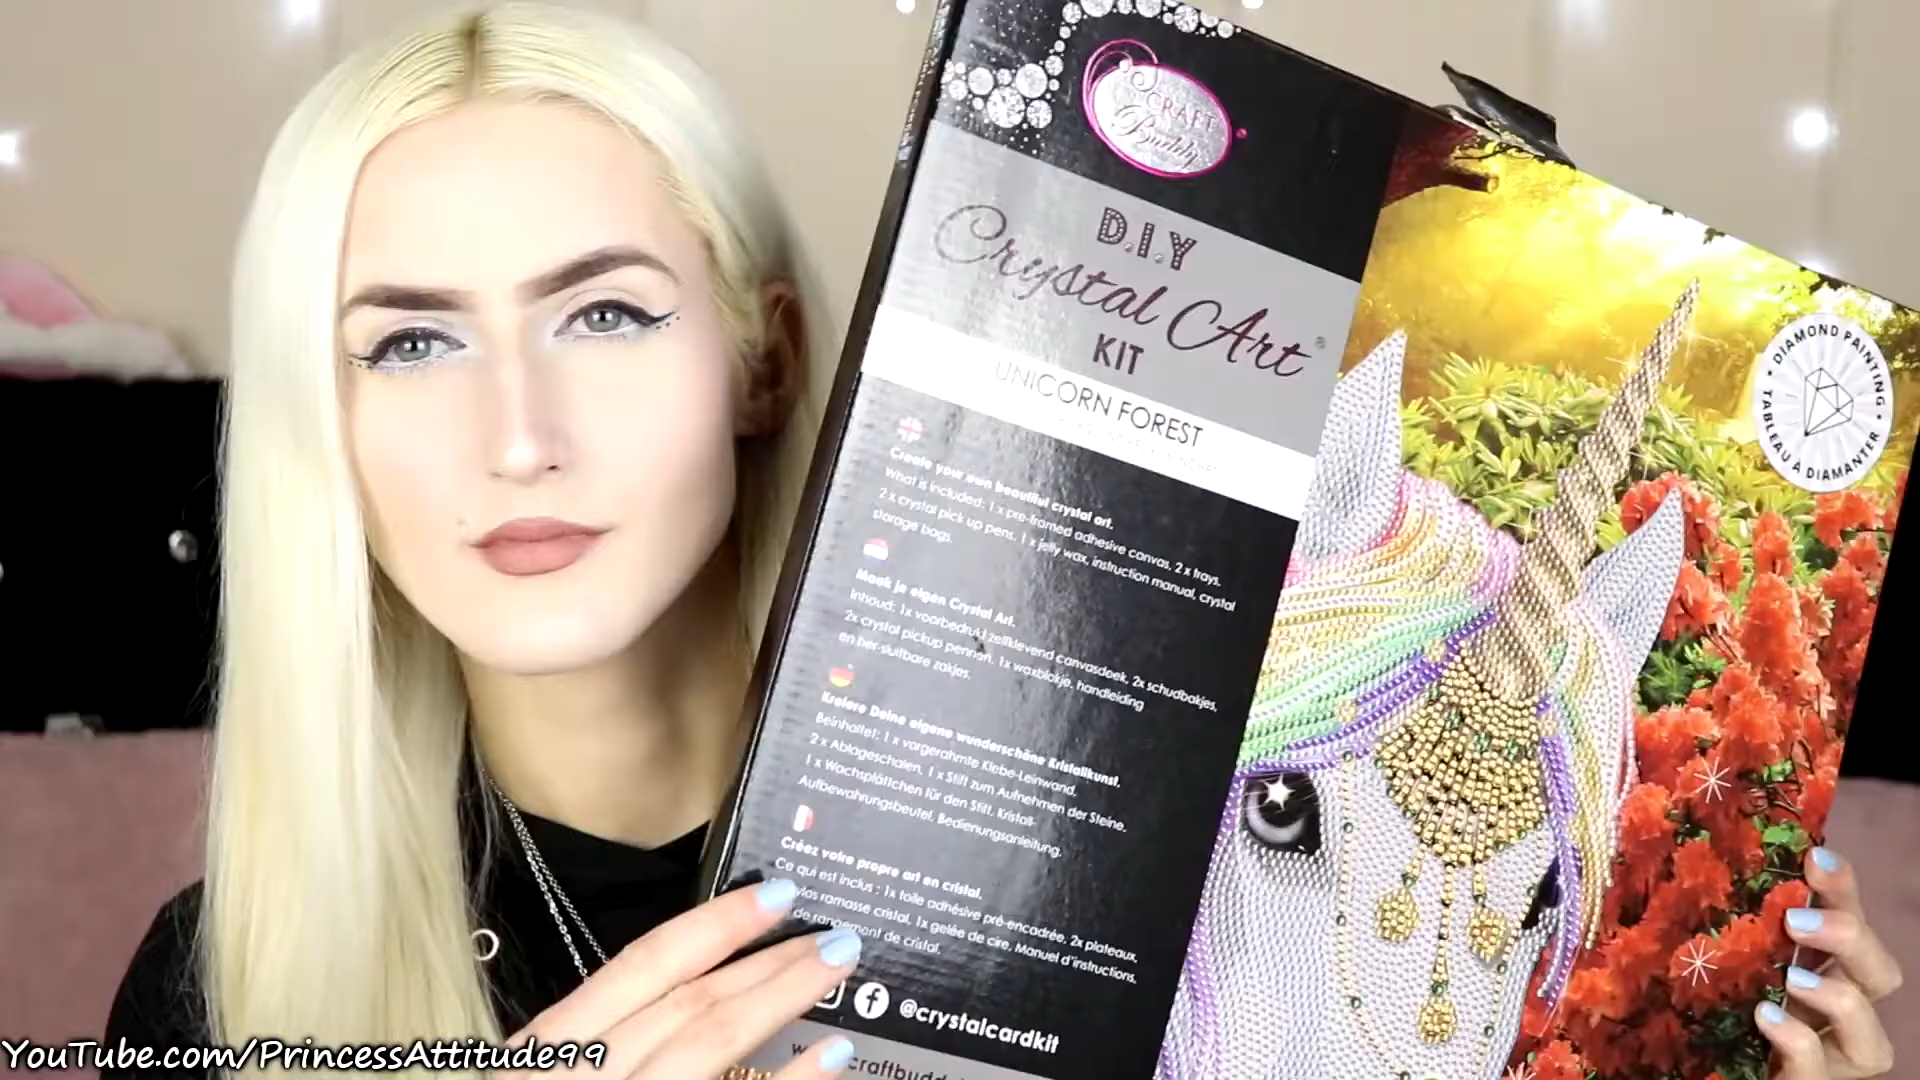 CRAFT
Buddy
D.I.Y
Crystal Art
KIT
UNICORN FOREST
Create your own beautiful crystal art.
What is included: 1 x pre-framed adhesive canvas, 2 x trays,
2 x crystal pick up pens, 1 x jelly wax, instruction manual, crystal
storage bags.
Maak je eigen Crystal Art.
Inhoud: 1x voorbedrukt zelfklevend canvasdoek, 2x schudbakjes,
2x crystal pickup pennen, 1x waxblokje, handleiding
en her-sluitbare zakjes.
Kreiere Deine eigene wunderschöne Kristallkunst.
Beinhaltet: 1 x vorgerahmte Klebe-Leinwand,
2 x Ablageschalen, 1 x Stift zum Aufnehmen der Steine,
1 x Wachsplättchen für den Stift, Kristall-
Aufbewahrungsbeutel, Bedienungsanleitung.
Créez votre propre art en cristal.
Ce qui est inclus : 1x toile adhésive pré-encadrée, 2x plateaux,
ramasse cristal, 1x gelée de cire, Manuel d'instructions,
de rangement de cristal.
@crystalcardkit
DIAMOND PAINTING
TABLEAU À DIAMANTER
YouTube.com/PrincessAttitude99